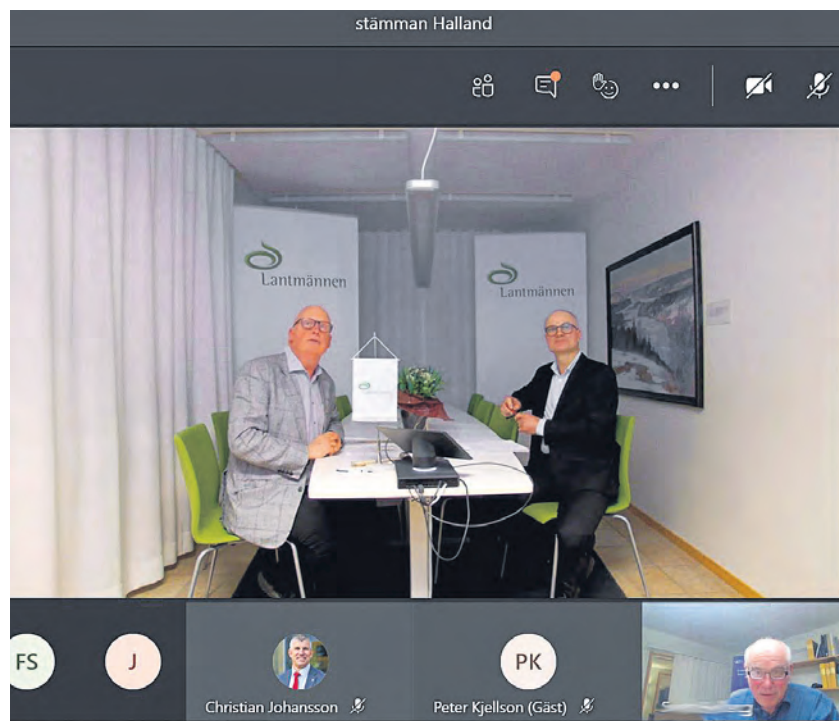 stämman Halland
Lantmännen
Lantmännen
FS
J
PK
Christian Johansson
Peter Kjellson (Gäst)